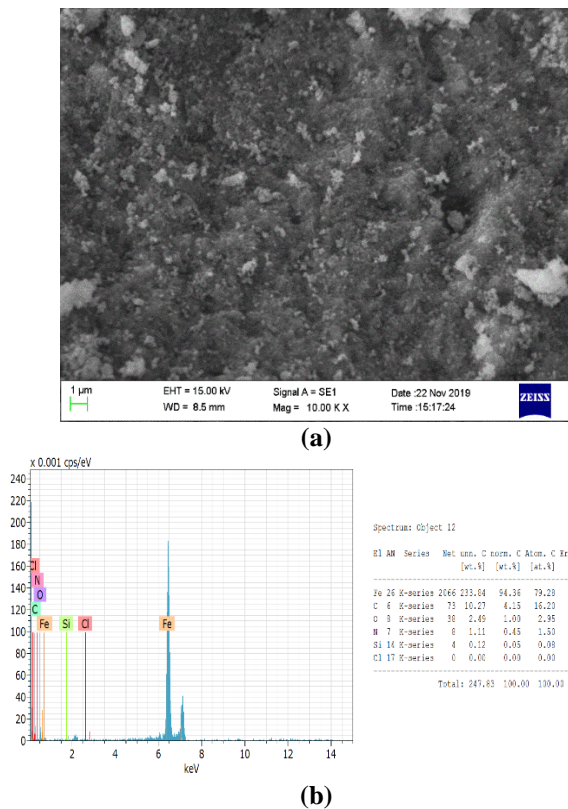 1 µm
EHT = 15.00 kV
Signal A = SE1
Date :22 Nov 2019
WD = 8.5 mm
Mag = 10.00 K X
Time :15:17:24
ZEISS
(a)
x 0.001 cps/eV
240
220
200
180
160
140
120
100
80
60
40
20
0
Cl
N
O
C
Fe
Si
Cl
Fe
2
4
6
8
10
12
14
keV
Spectrum: Object 12
El AN Series Net unn. C norm. C Atom. C Er
[wt.%] [wt.%] [at.%]
Fe 26 K-series 2066 233.84 94.36 79.28
C 6 K-series 73 10.27 4.15 16.20
O 8 K-series 38 2.49 1.00 2.95
N 7 K-series 8 1.11 0.45 1.50
Si 14 K-series 4 0.12 0.05 0.08
Cl 17 K-series 0 0.00 0.00 0.00
Total: 247.83 100.00 100.00
(b)